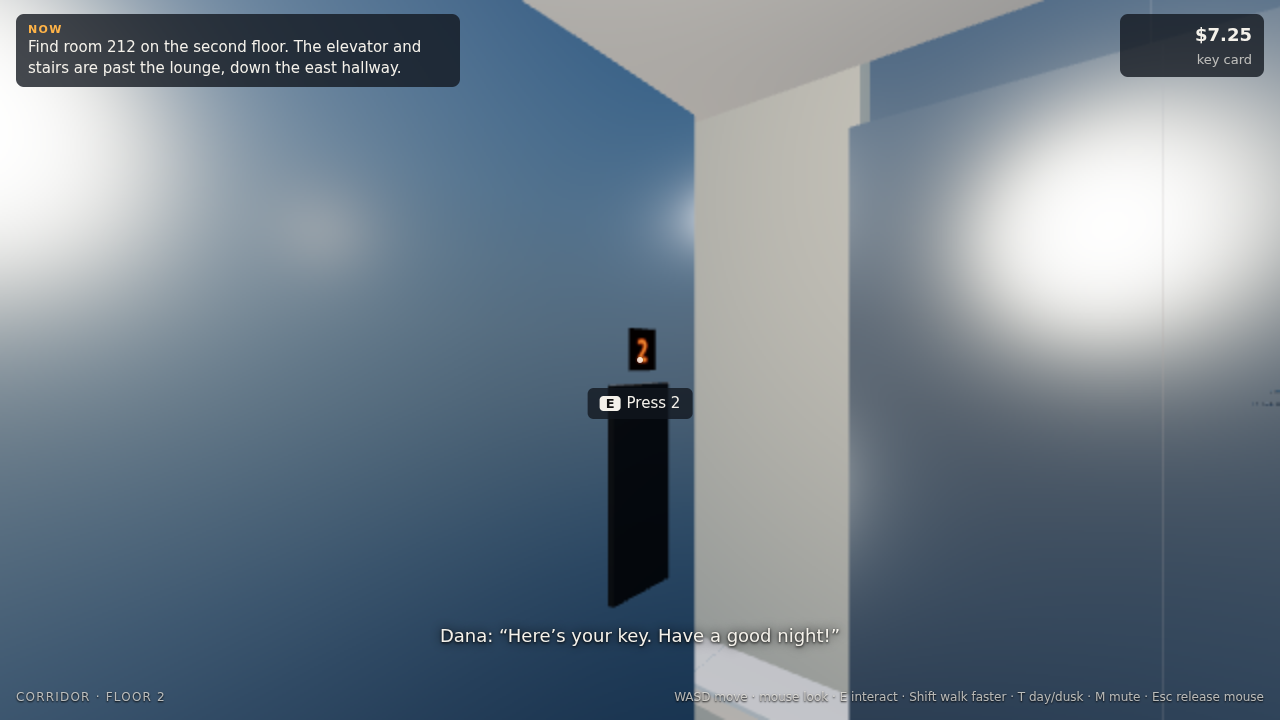 NOW
Find room 212 on the second floor. The elevator and
stairs are past the lounge, down the east hallway.
$7.25
key card
2
E Press 2
Dana: “Here’s your key. Have a good night!”
CORRIDOR · FLOOR 2
WASD move · mouse look · E interact · Shift walk faster · T day/dusk · M mute · Esc release mouse